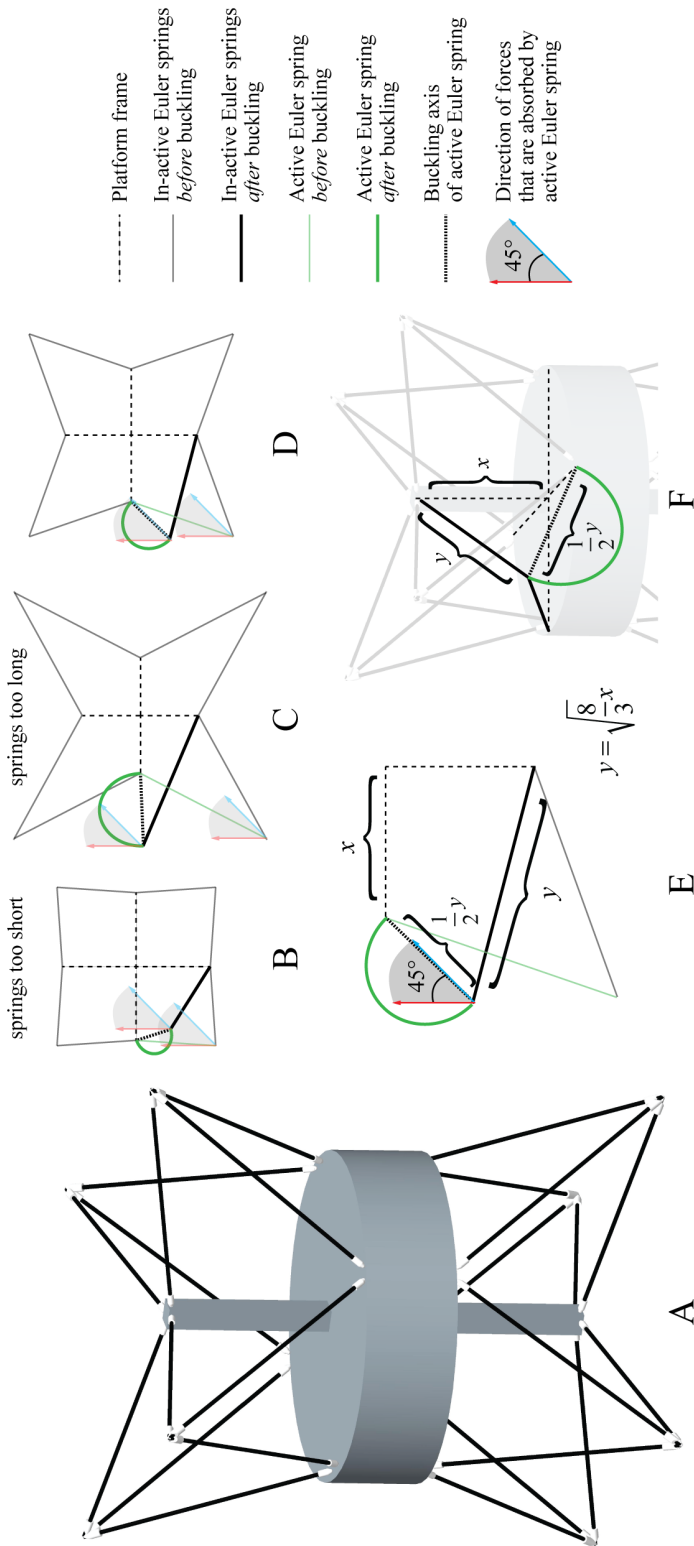 A
springs too short
B
springs too long
C
D
E
x
45°
1/2 y
y
y = √(8/3) x
F
y
x
1/2 y
Platform frame
In-active Euler springs
before buckling
In-active Euler springs
after buckling
Active Euler spring
before buckling
Active Euler spring
after buckling
Buckling axis
of active Euler spring
45°
Direction of forces
that are absorbed by
active Euler spring